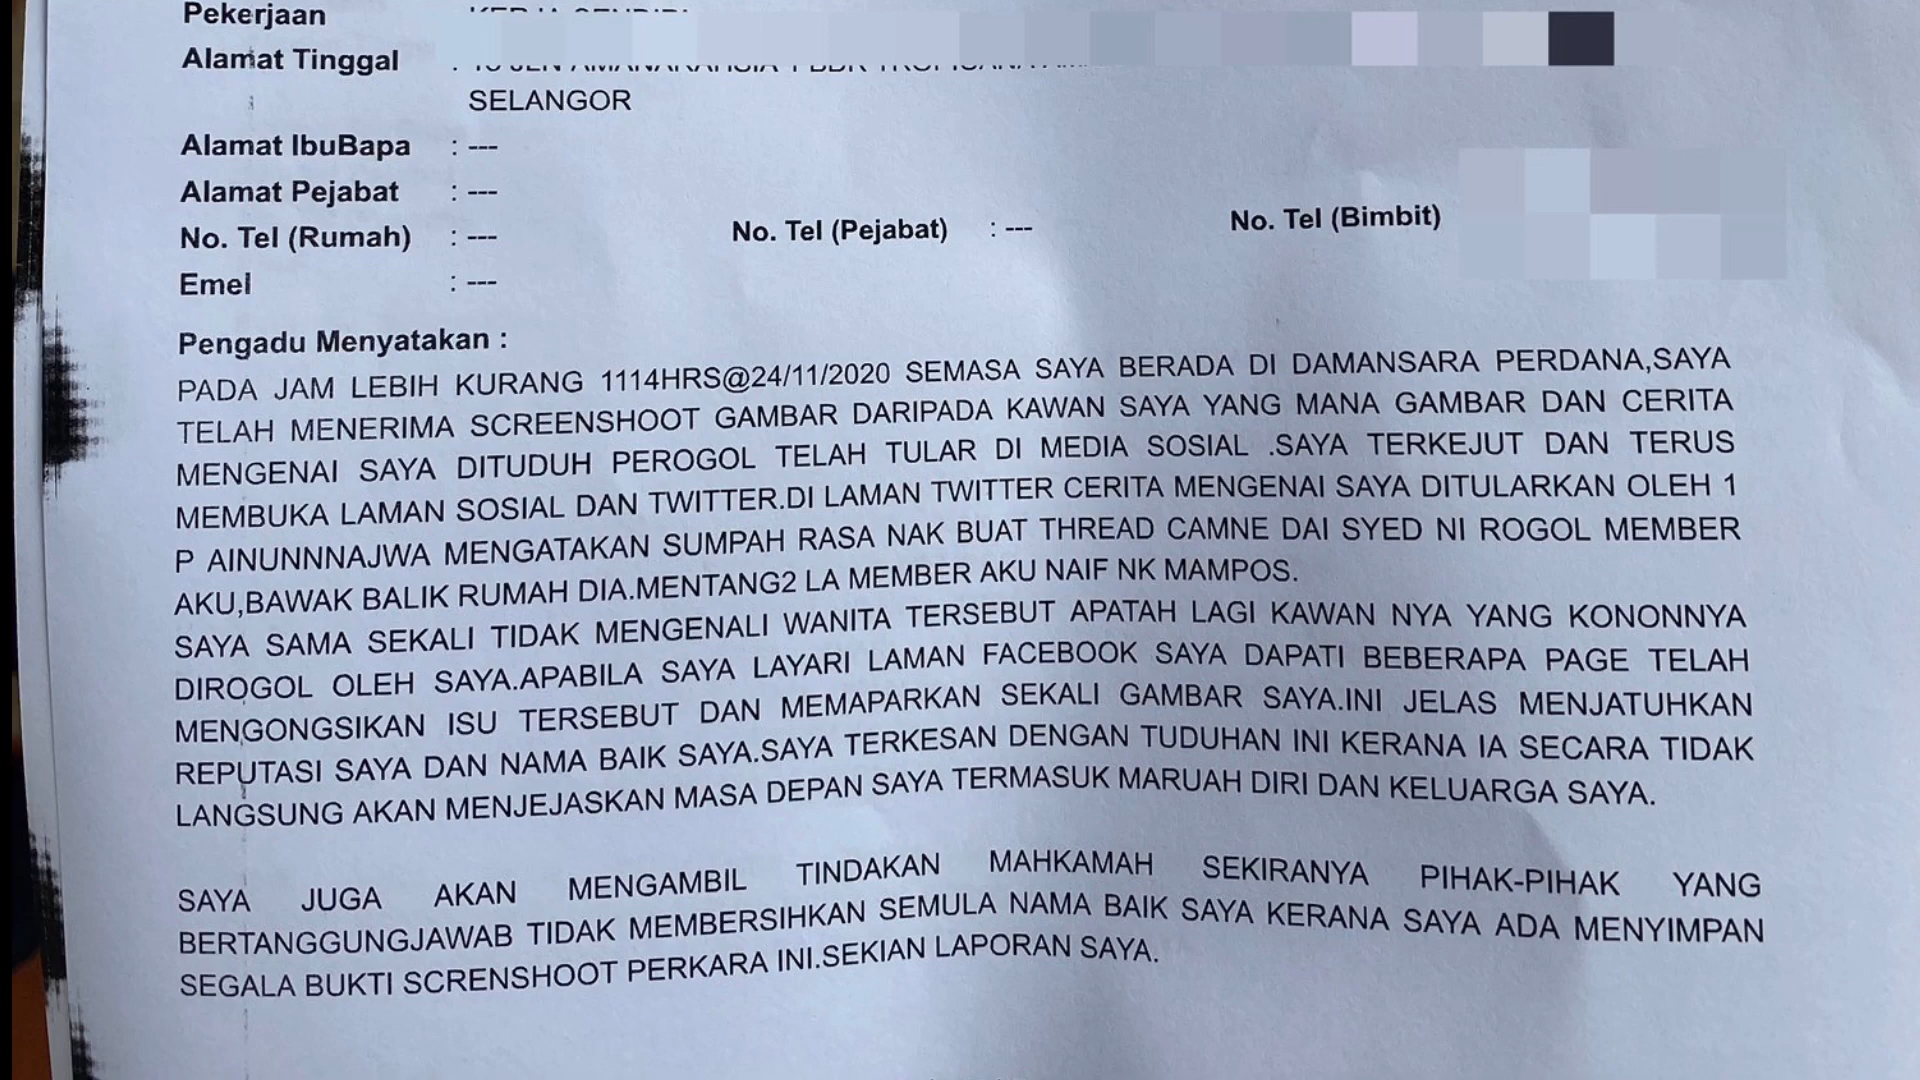 Pekerjaan
Alamat Tinggal :
SELANGOR
Alamat IbuBapa : ---
Alamat Pejabat : ---
No. Tel (Rumah) : --- No. Tel (Pejabat) : --- No. Tel (Bimbit)
Emel : ---
Pengadu Menyatakan :
PADA JAM LEBIH KURANG 1114HRS@24/11/2020 SEMASA SAYA BERADA DI DAMANSARA PERDANA,SAYA
TELAH MENERIMA SCREENSHOOT GAMBAR DARIPADA KAWAN SAYA YANG MANA GAMBAR DAN CERITA
MENGENAI SAYA DITUDUH PEROGOL TELAH TULAR DI MEDIA SOSIAL .SAYA TERKEJUT DAN TERUS
MEMBUKA LAMAN SOSIAL DAN TWITTER.DI LAMAN TWITTER CERITA MENGENAI SAYA DITULARKAN OLEH 1
P AINUNNNAJWA MENGATAKAN SUMPAH RASA NAK BUAT THREAD CAMNE DAI SYED NI ROGOL MEMBER
AKU,BAWAK BALIK RUMAH DIA.MENTANG2 LA MEMBER AKU NAIF NK MAMPOS.
SAYA SAMA SEKALI TIDAK MENGENALI WANITA TERSEBUT APATAH LAGI KAWAN NYA YANG KONONNYA
DIROGOL OLEH SAYA.APABILA SAYA LAYARI LAMAN FACEBOOK SAYA DAPATI BEBERAPA PAGE TELAH
MENGONGSIKAN ISU TERSEBUT DAN MEMAPARKAN SEKALI GAMBAR SAYA.INI JELAS MENJATUHKAN
REPUTASI SAYA DAN NAMA BAIK SAYA.SAYA TERKESAN DENGAN TUDUHAN INI KERANA IA SECARA TIDAK
LANGSUNG AKAN MENJEJASKAN MASA DEPAN SAYA TERMASUK MARUAH DIRI DAN KELUARGA SAYA.
SAYA JUGA AKAN MENGAMBIL TINDAKAN MAHKAMAH SEKIRANYA PIHAK-PIHAK YANG
BERTANGGUNGJAWAB TIDAK MEMBERSIHKAN SEMULA NAMA BAIK SAYA KERANA SAYA ADA MENYIMPAN
SEGALA BUKTI SCRENSHOOT PERKARA INI.SEKIAN LAPORAN SAYA.